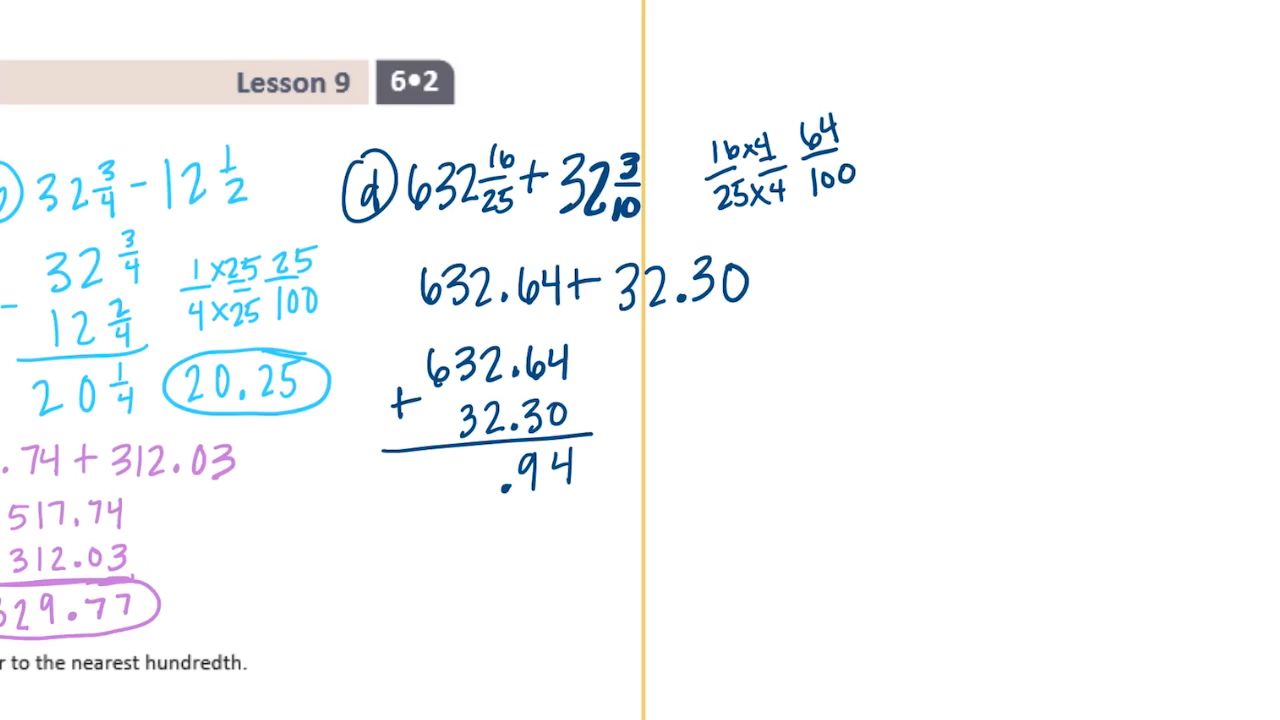 Lesson 9 6•2
32 3/4 - 12 1/2
32 3/4
- 12 2/4
20 1/4
1×25/4×25 = 25/100
20.25
.74 + 312.03
517.74
312.03
329.77
r to the nearest hundredth.
d 632 16/25 + 32 3/10
16×4/25×4 = 64/100
632.64 + 32.30
632.64
+ 32.30
.94